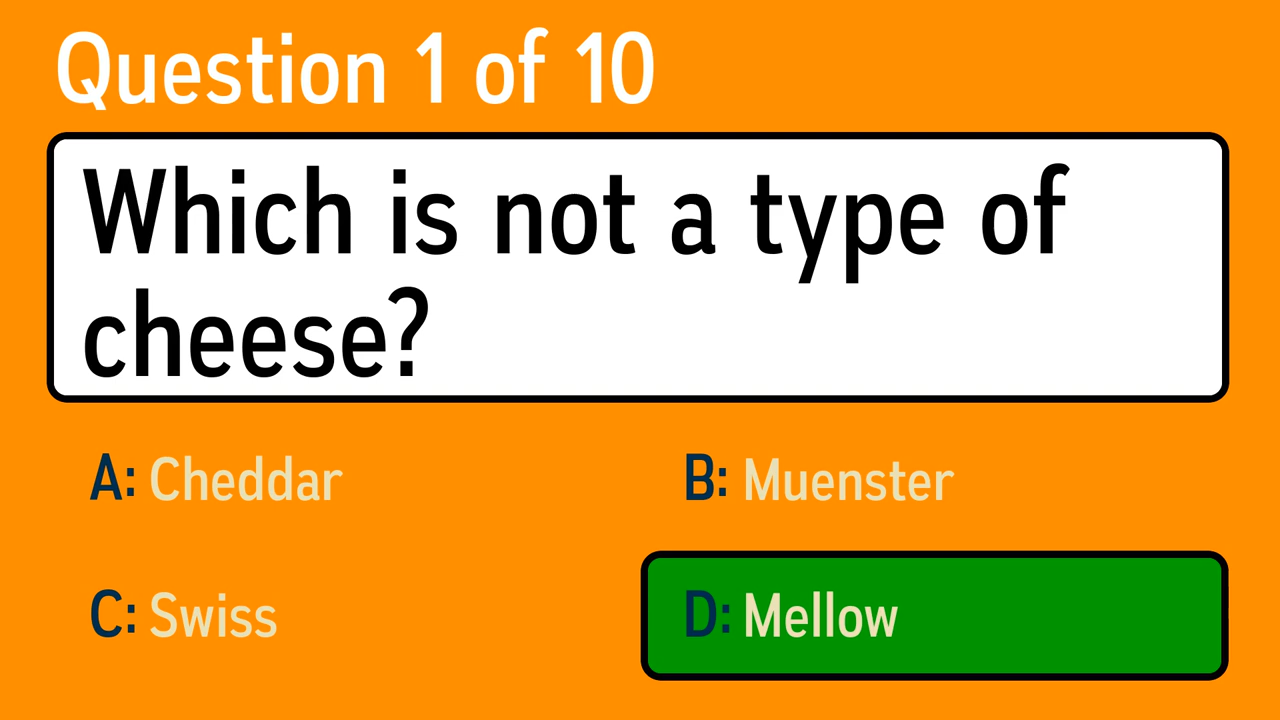 Question 1 of 10
Which is not a type of
cheese?
A: Cheddar
B: Muenster
C: Swiss
D: Mellow